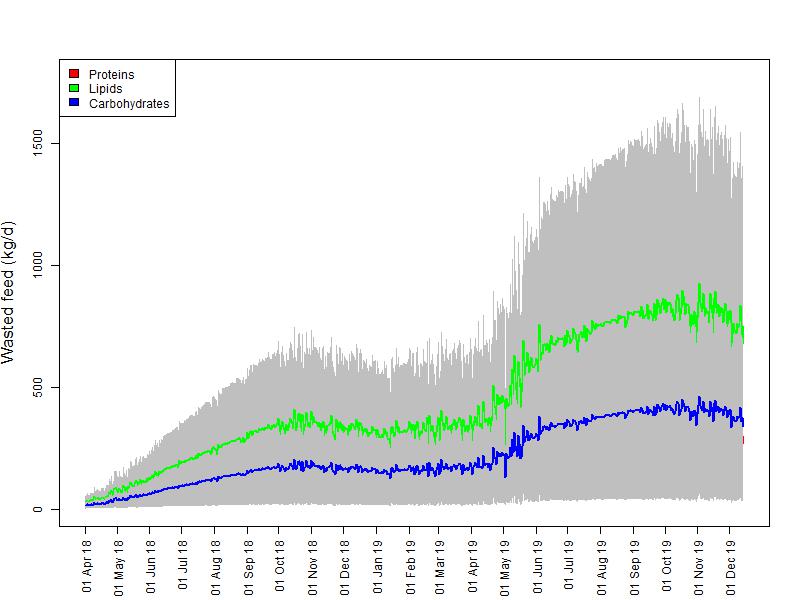 Proteins
Lipids
Carbohydrates
Wasted feed (kg/d)
1500
1000
500
0
01 Apr 18
01 May 18
01 Jun 18
01 Jul 18
01 Aug 18
01 Sep 18
01 Oct 18
01 Nov 18
01 Dec 18
01 Jan 19
01 Feb 19
01 Mar 19
01 Apr 19
01 May 19
01 Jun 19
01 Jul 19
01 Aug 19
01 Sep 19
01 Oct 19
01 Nov 19
01 Dec 19